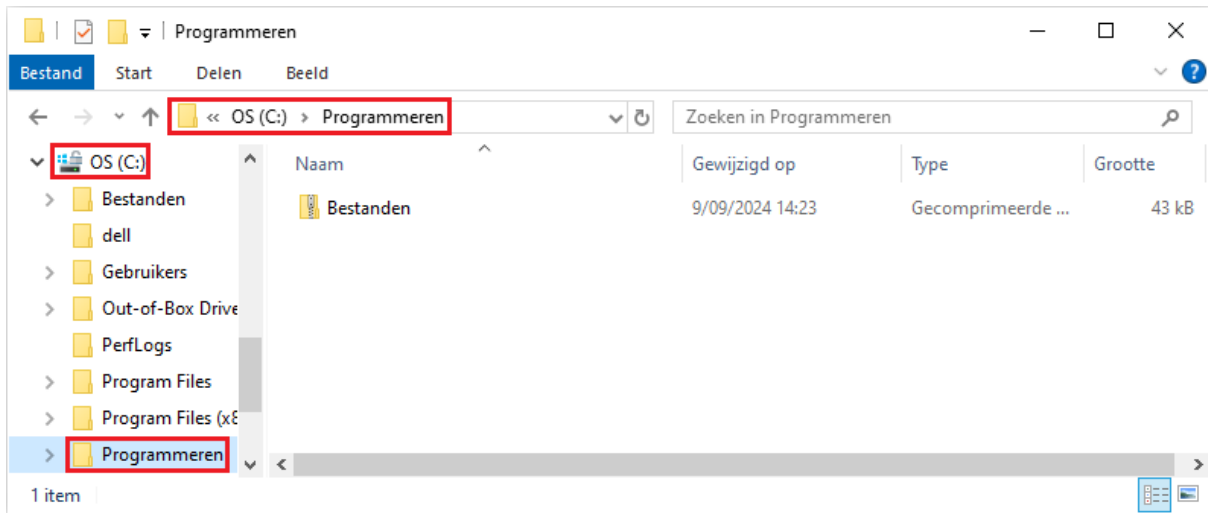 Programmeren
Bestand Start Delen Beeld
« OS (C:) > Programmeren Zoeken in Programmeren
OS (C:) Naam Gewijzigd op Type Grootte
Bestanden Bestanden 9/09/2024 14:23 Gecomprimeerde ... 43 kB
dell
Gebruikers
Out-of-Box Drive
PerfLogs
Program Files
Program Files (x8
Programmeren
1 item